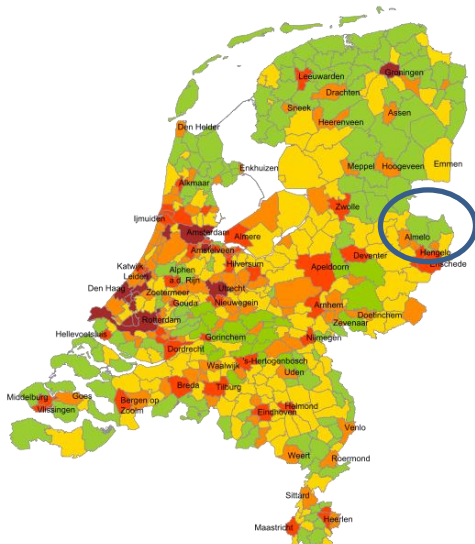 Groningen
Leeuwarden
Drachten
Sneek
Assen
Heerenveen
Den Helder
Emmen
Enkhuizen
Meppel
Hoogeveen
Alkmaar
Zwolle
Ijmuiden
Almelo
Amsterdam
Almere
Hengelo
Amstelveen
Deventer
Enschede
Katwijk
Alphen
a.d. Rijn
Hilversum
Apeldoorn
Leiden
Den Haag
Zoetermeer
Utrecht
Gouda
Nieuwegein
Arnhem
Doetinchem
Rotterdam
Zevenaar
Hellevoetsluis
Gorinchem
Nijmegen
Dordrecht
's-Hertogenbosch
Waalwijk
Uden
Middelburg
Goes
Breda
Tilburg
Vlissingen
Bergen op
Zoom
Helmond
Eindhoven
Venlo
Weert
Roermond
Sittard
Maastricht
Heerlen